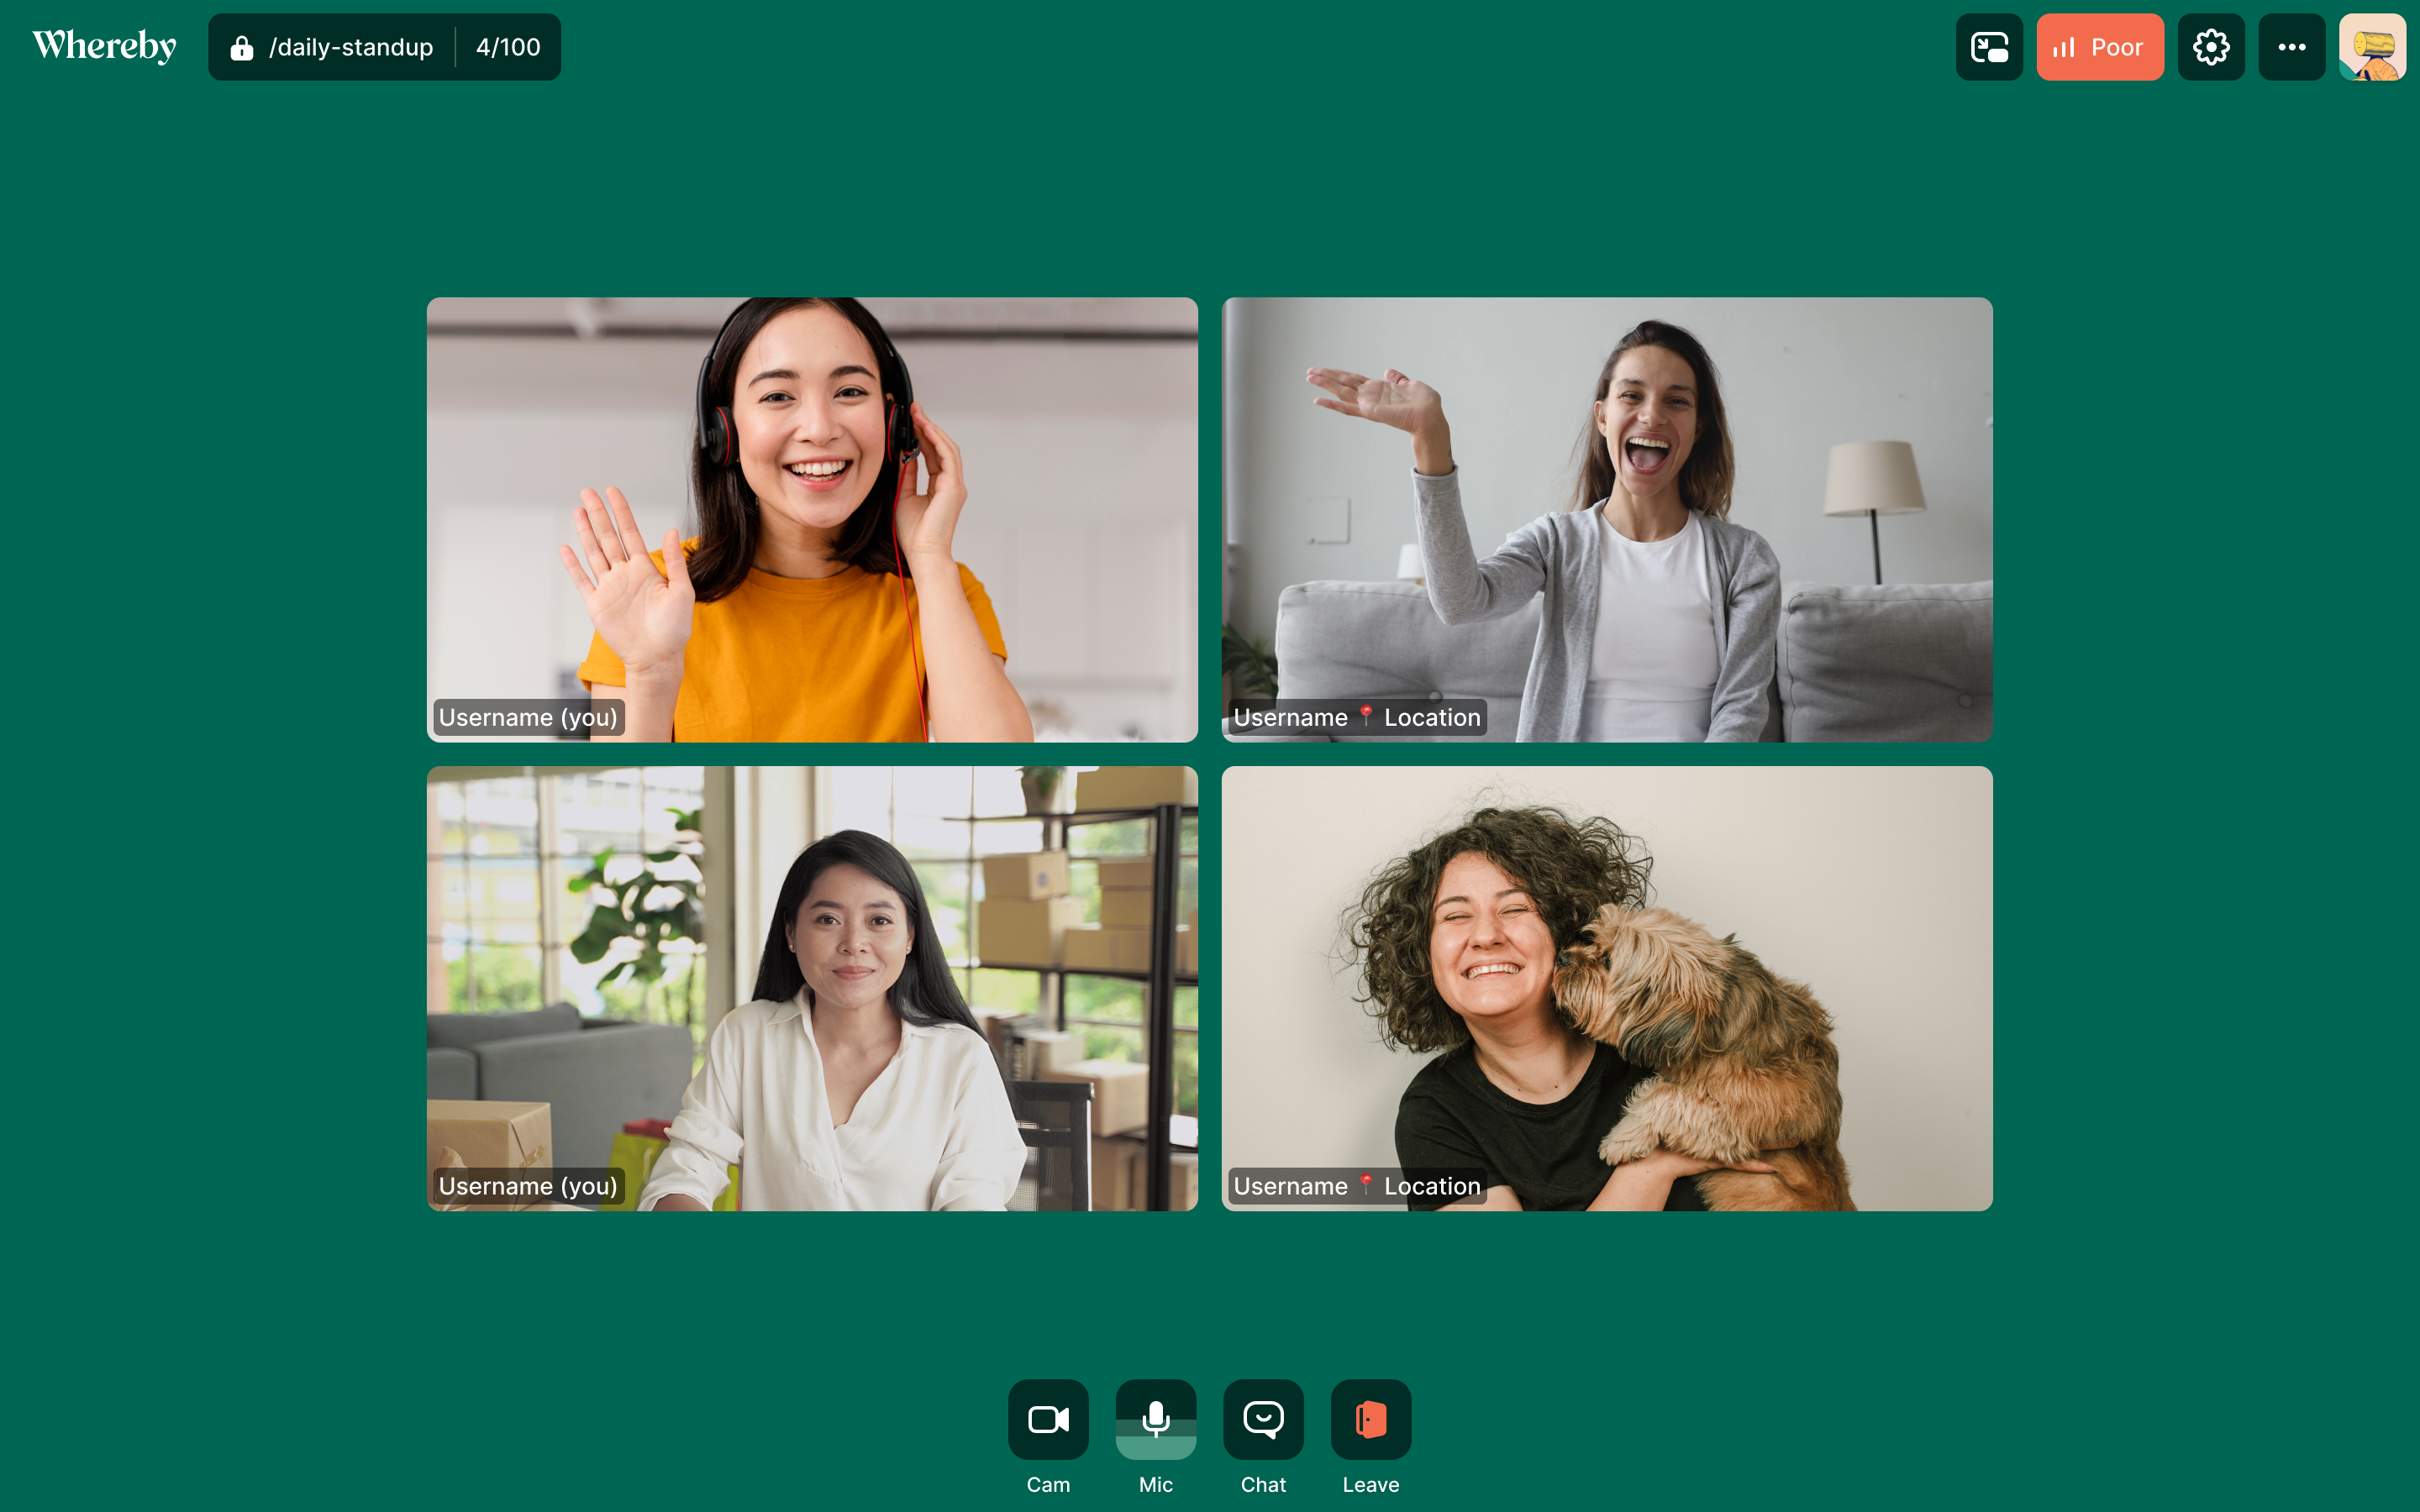 Whereby
/daily-standup
4/100
Poor
Username (you)
Username 📍 Location
Username (you)
Username 📍 Location
Cam
Mic
Chat
Leave